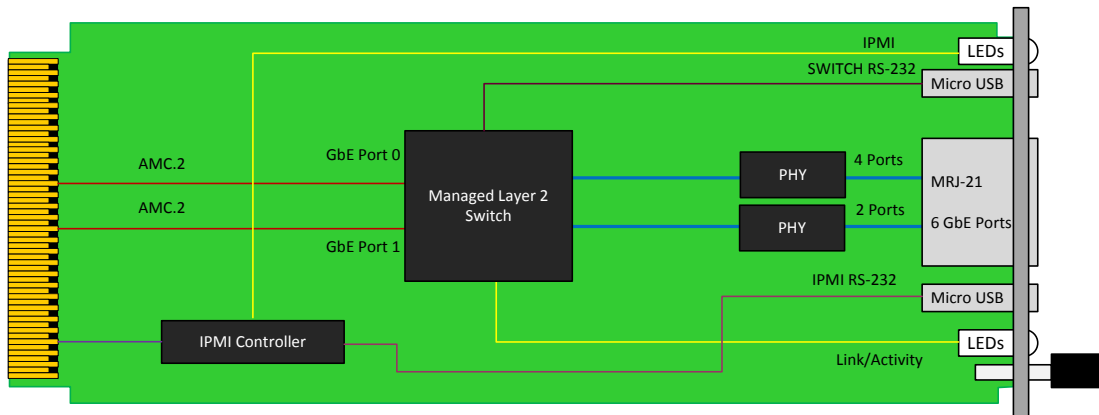 IPMI
LEDs
SWITCH RS-232
Micro USB
AMC.2
GbE Port 0
4 Ports
PHY
MRJ-21
Managed Layer 2
Switch
AMC.2
2 Ports
PHY
6 GbE Ports
GbE Port 1
IPMI RS-232
Micro USB
IPMI Controller
LEDs
Link/Activity